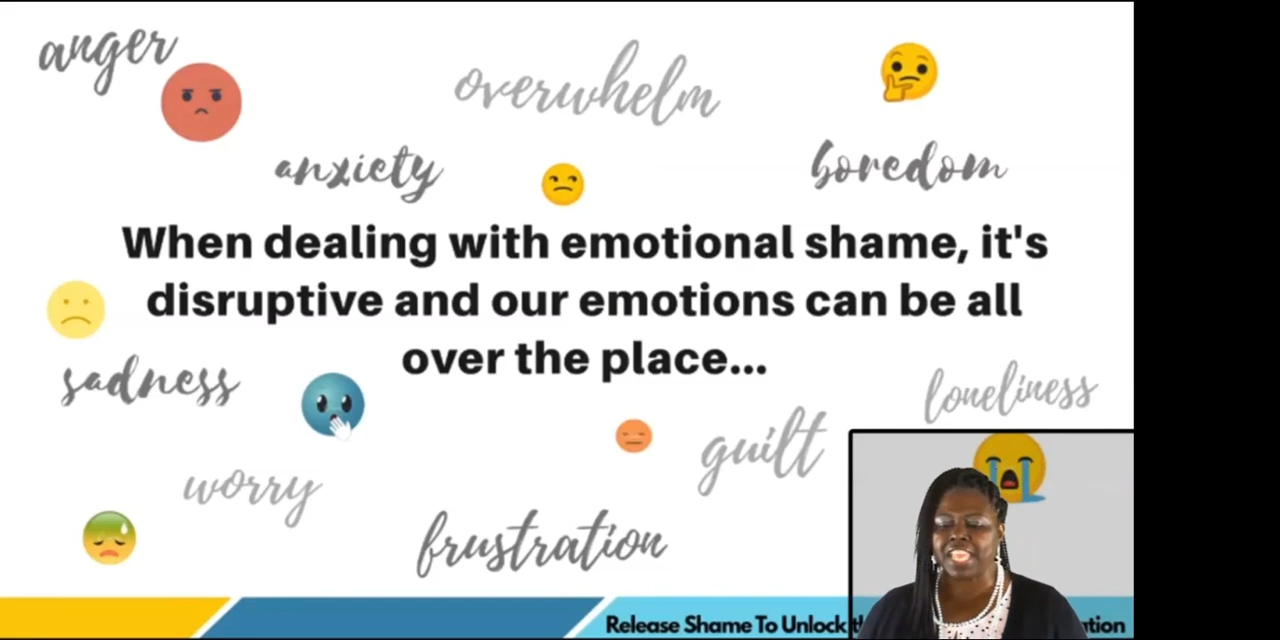 anger
overwhelm
anxiety
boredom
When dealing with emotional shame, it's
disruptive and our emotions can be all
over the place...
sadness
loneliness
guilt
worry
frustration
Release Shame To Unlock